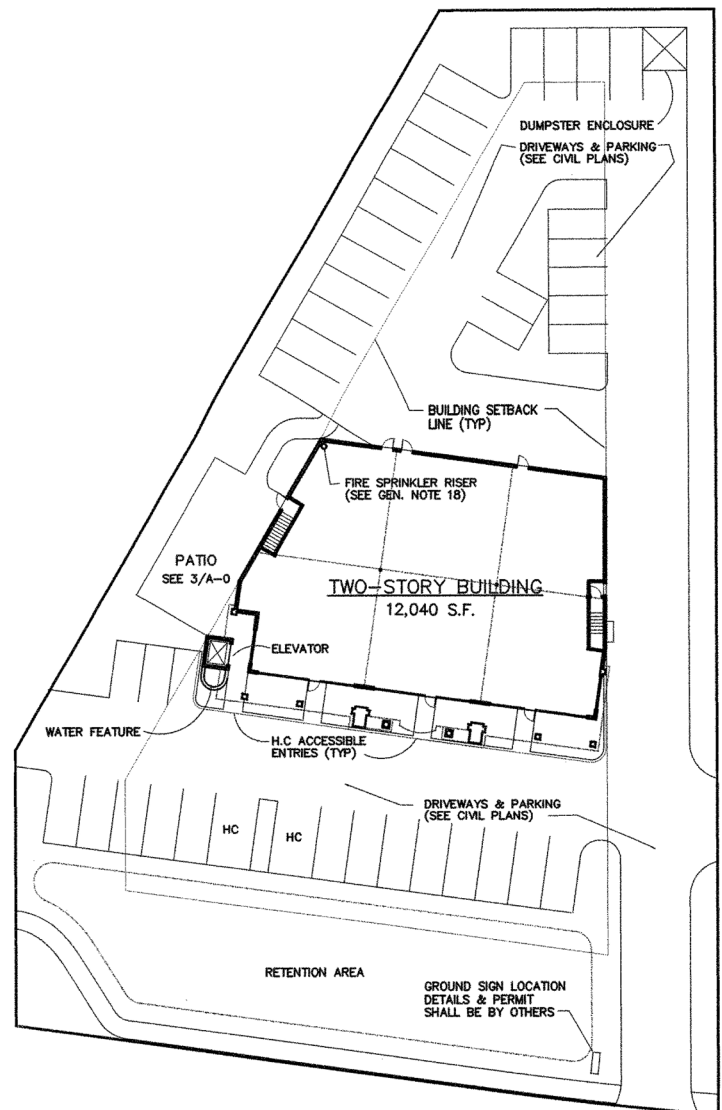 DUMPSTER ENCLOSURE
DRIVEWAYS & PARKING
(SEE CIVIL PLANS)
BUILDING SETBACK
LINE (TYP)
FIRE SPRINKLER RISER
(SEE GEN. NOTE 18)
PATIO
SEE 3/A-0
TWO-STORY BUILDING
12,040 S.F.
ELEVATOR
WATER FEATURE
H.C ACCESSIBLE
ENTRIES (TYP)
DRIVEWAYS & PARKING
(SEE CIVIL PLANS)
HC
HC
RETENTION AREA
GROUND SIGN LOCATION
DETAILS & PERMIT
SHALL BE BY OTHERS